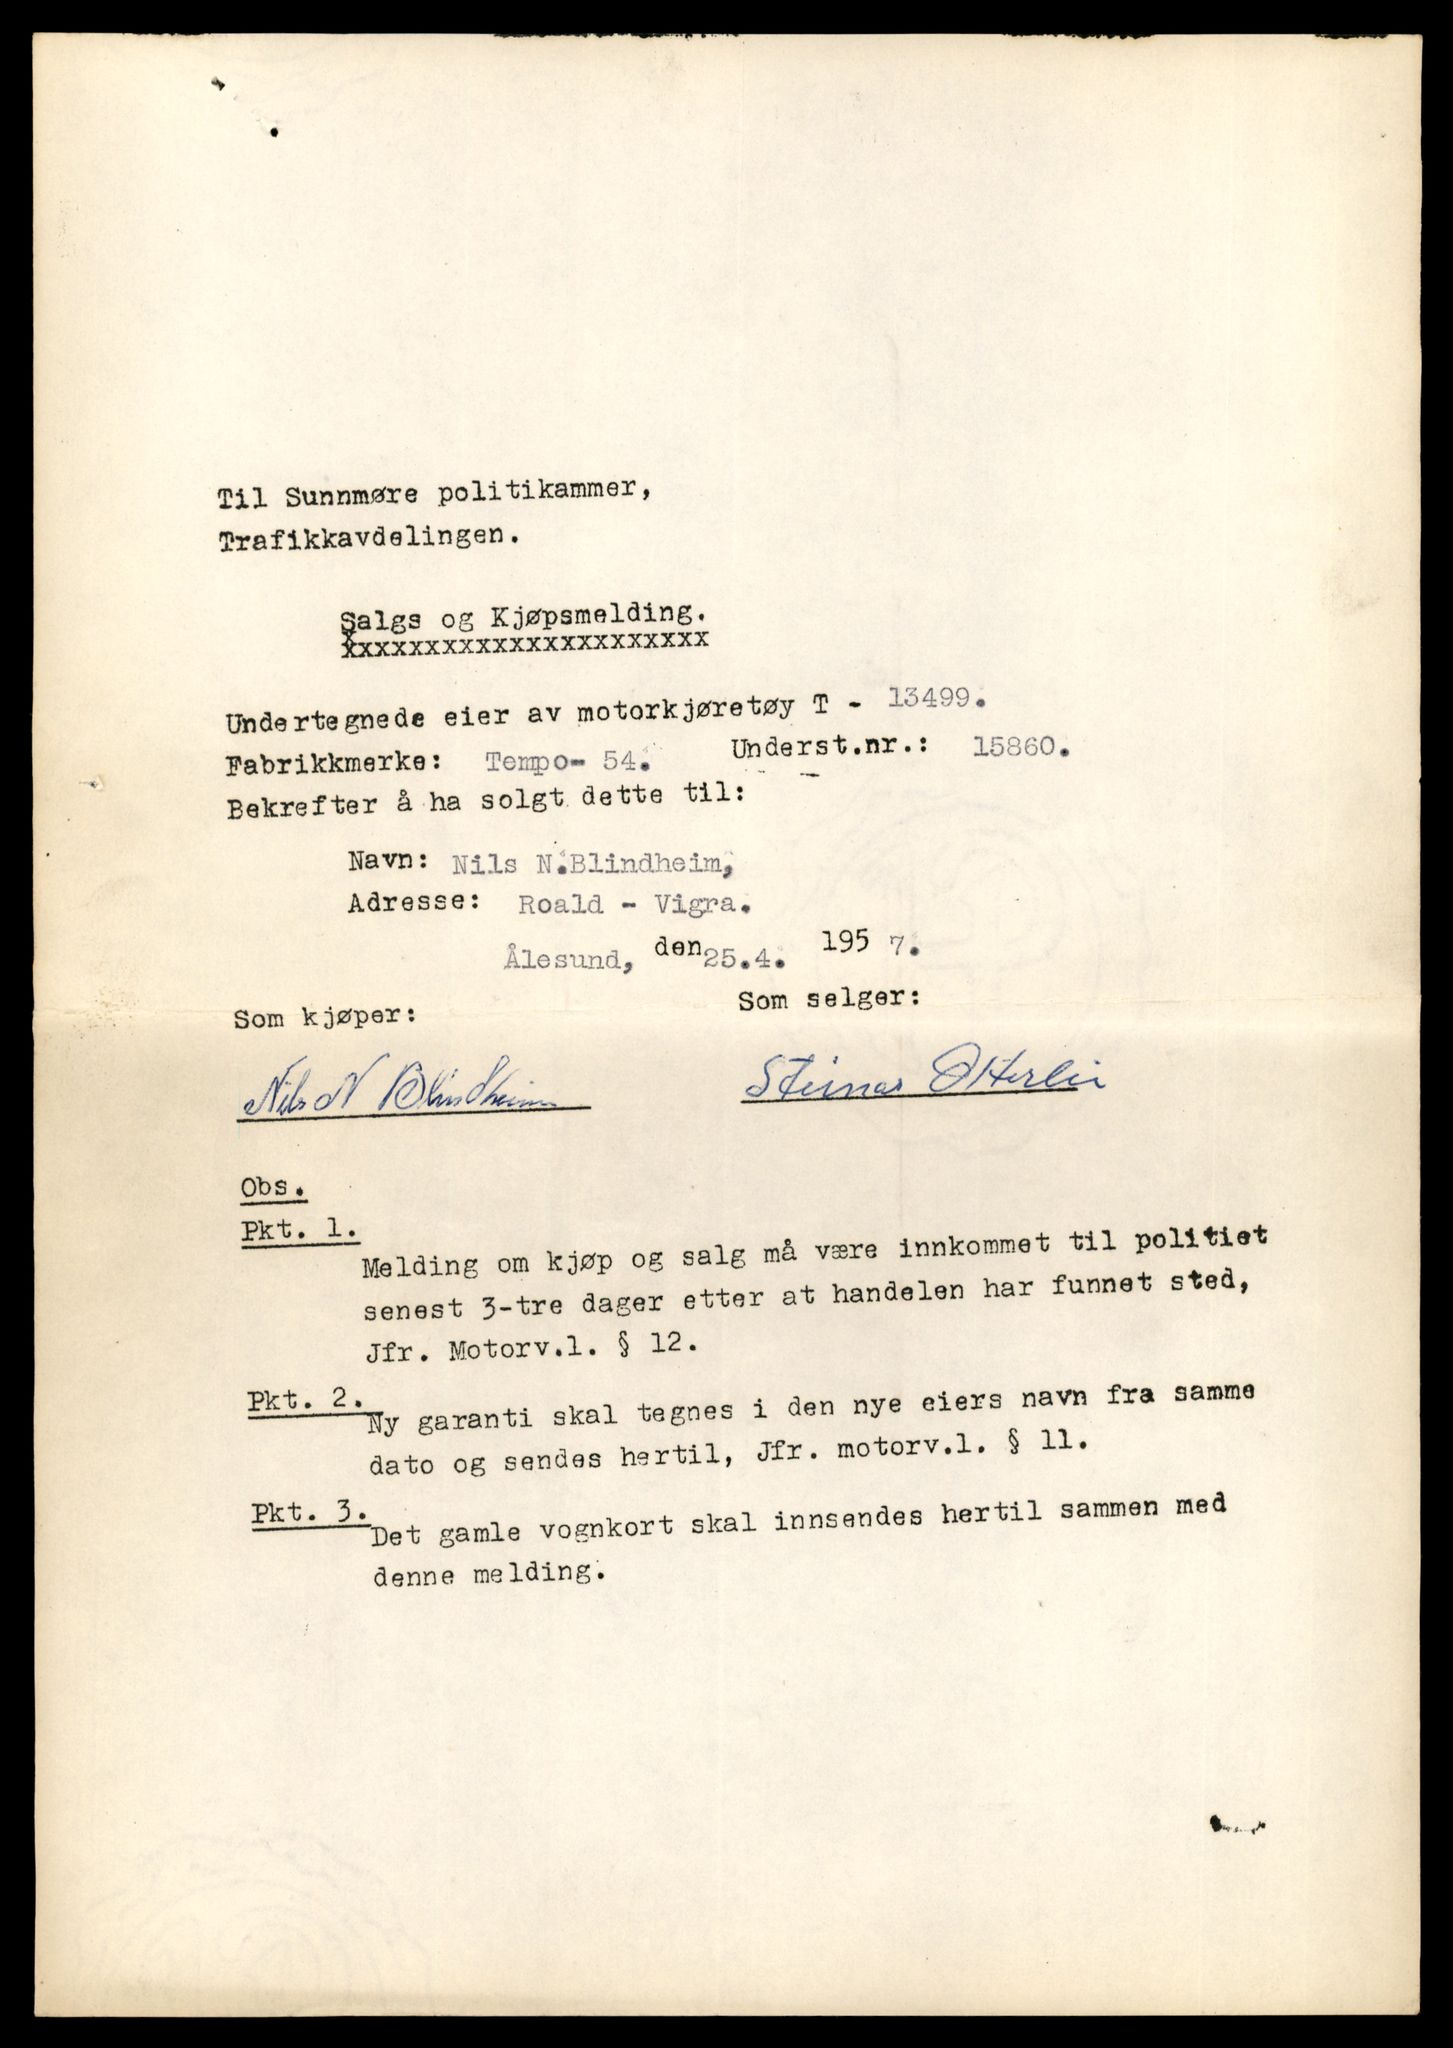 Til Sunnmøre politikammer,
Trafikkavdelingen.
Salgs og Kjøpsmelding.
xxxxxxxxxxxxxxxxxxxxxx
Undertegnede eier av motorkjøretøy T - 13499.
Fabrikkmerke: Tempo- 54. Underst.nr.: 15860.
Bekrefter å ha solgt dette til:
Navn: Nils N.Blindheim,
Adresse: Roald - Vigra.
Ålesund, den 25.4. 195 7.
Som kjøper: Som selger:
Nils N Blindheim Steinar Otterlei
Obs.
Pkt. 1.
Melding om kjøp og salg må være innkommet til politiet
senest 3-tre dager etter at handelen har funnet sted,
Jfr. Motorv.l. § 12.
Pkt. 2.
Ny garanti skal tegnes i den nye eiers navn fra samme
dato og sendes hertil, Jfr. motorv.l. § 11.
Pkt. 3.
Det gamle vognkort skal innsendes hertil sammen med
denne melding.